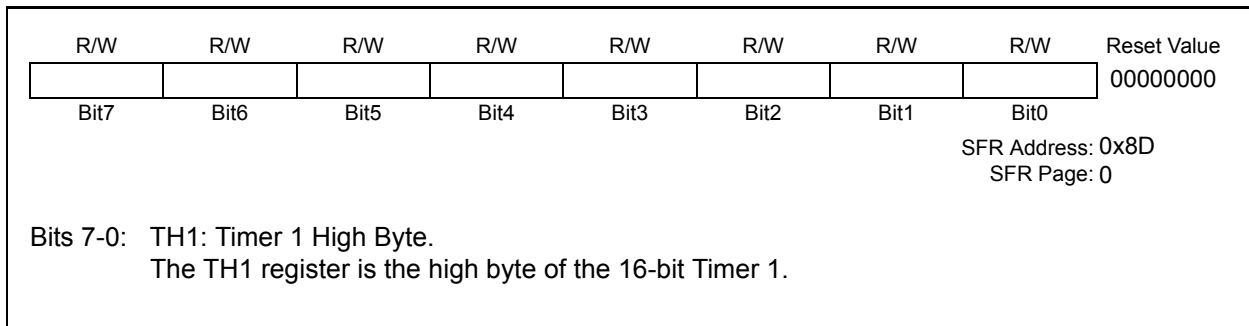 R/W R/W R/W R/W R/W R/W R/W R/W Reset Value
00000000
Bit7 Bit6 Bit5 Bit4 Bit3 Bit2 Bit1 Bit0
SFR Address: 0x8D
SFR Page: 0
Bits 7-0: TH1: Timer 1 High Byte.
The TH1 register is the high byte of the 16-bit Timer 1.